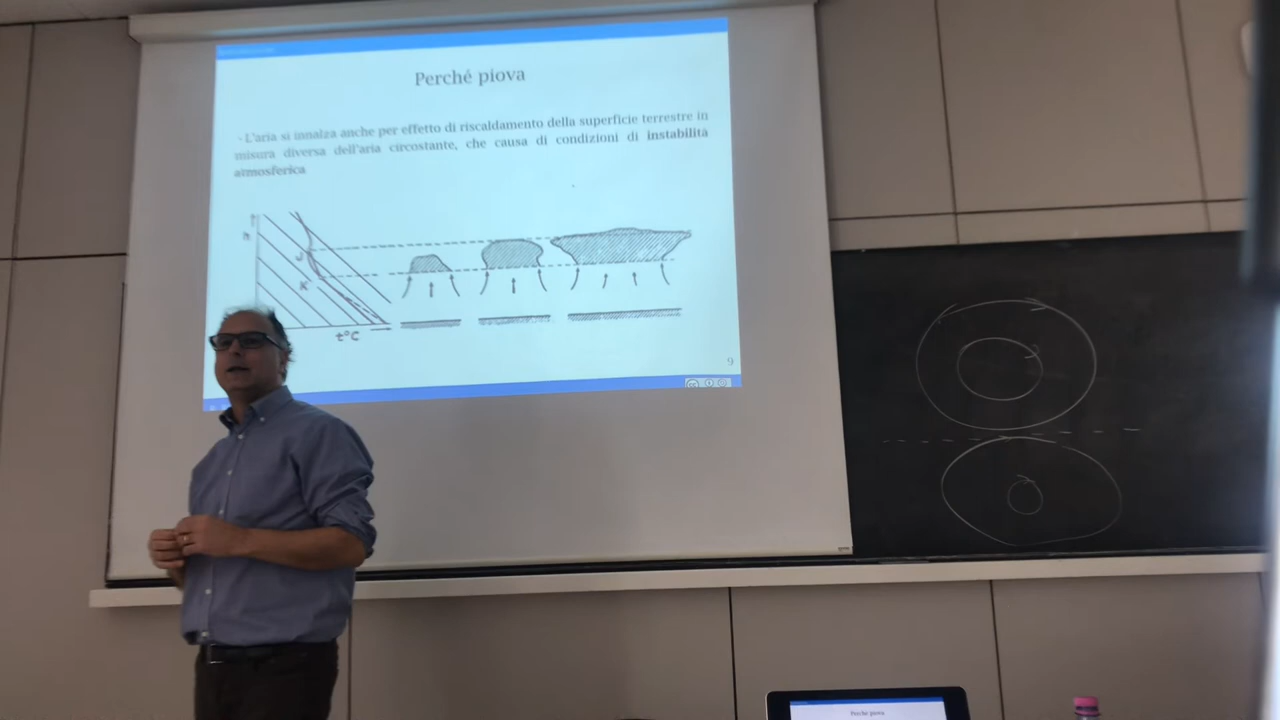 Perché piova
- L'aria si innalza anche per effetto di riscaldamento della superficie terrestre in
misura diversa dell'aria circostante, che causa di condizioni di instabilità
atmosferica
h
J
K
t°C
9
Perché piova